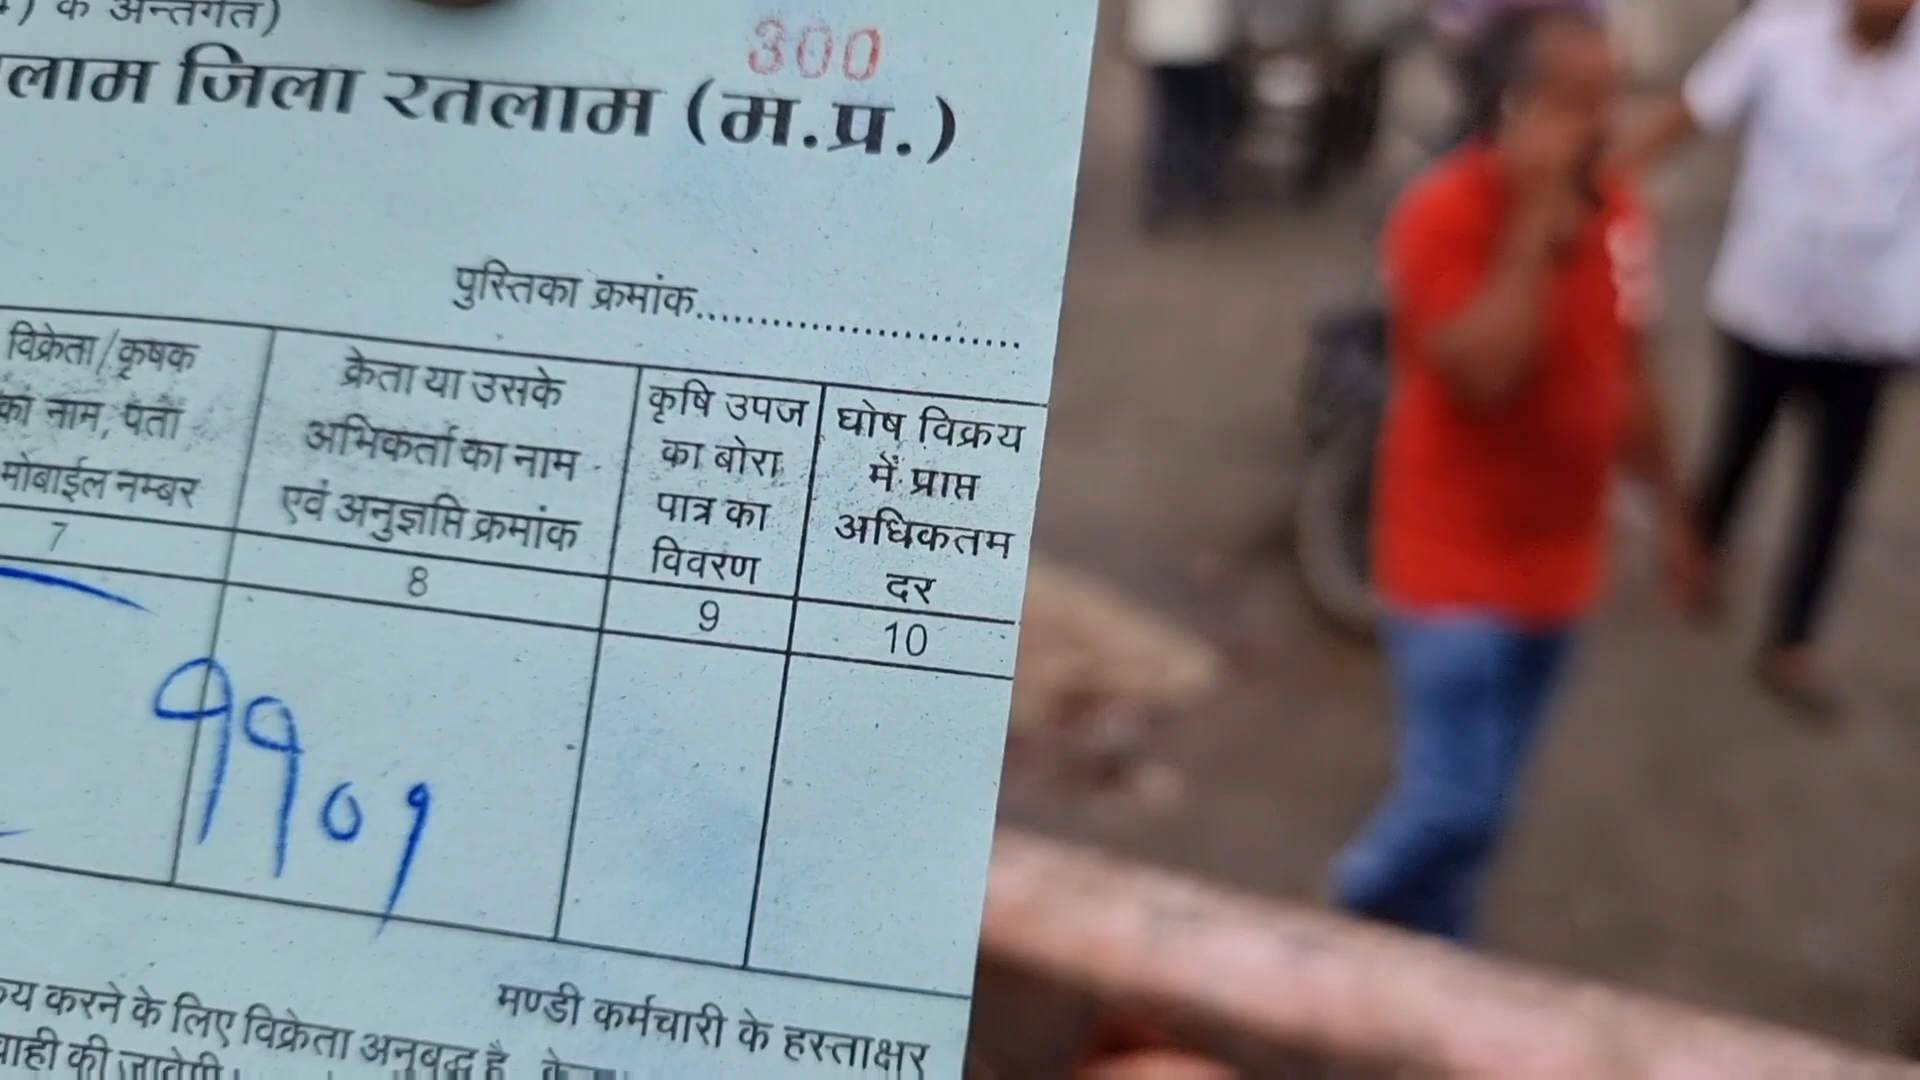 के अन्तर्गत)
300
लाम जिला रतलाम (म.प्र.)
पुस्तिका क्रमांक........................
विक्रेता/कृषक
का नाम, पता
मोबाईल नम्बर
7
क्रेता या उसके
अभिकर्ता का नाम
एवं अनुज्ञप्ति क्रमांक
8
कृषि उपज
का बोरा
पात्र का
विवरण
9
घोष विक्रय
में प्राप्त
अधिकतम
दर
10
११०१
मण्डी कर्मचारी के हस्ताक्षर
करने के लिए विक्रेता अनुबद्ध है
की जावेगी।